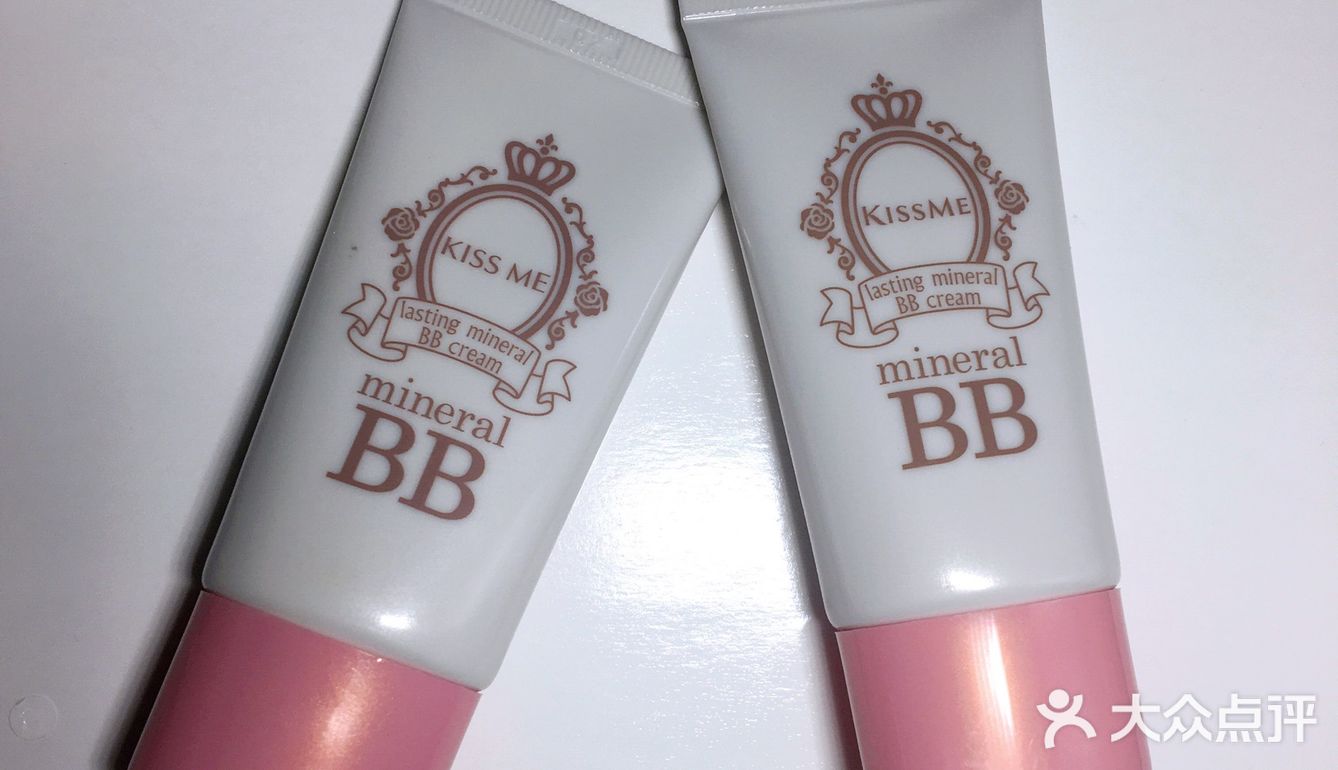 KISS ME
lasting mineral
BB cream
mineral
BB
KISSME
lasting mineral
BB cream
mineral
BB
大众点评